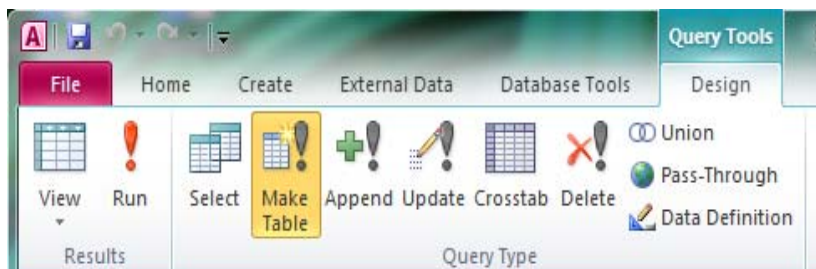 A
Query Tools
File Home Create External Data Database Tools Design
View Run Select Make Table Append Update Crosstab Delete
Union
Pass-Through
Data Definition
Results Query Type